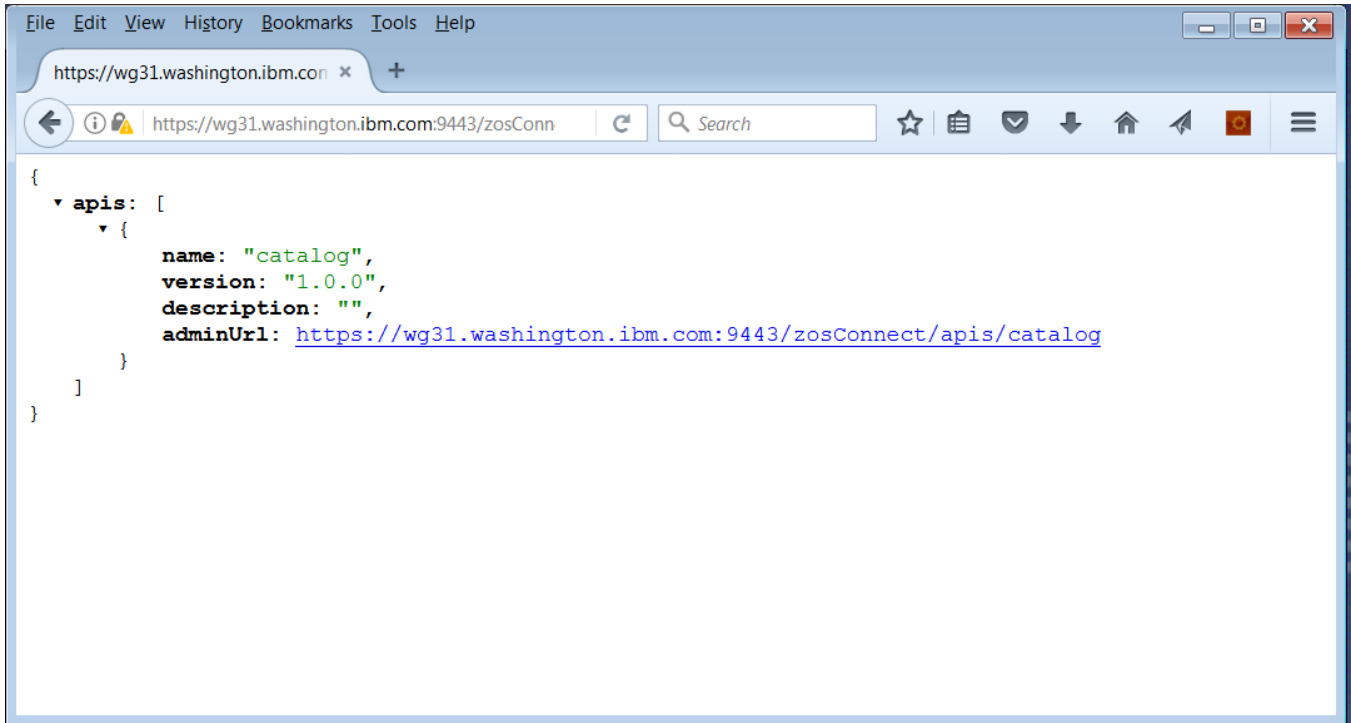 File Edit View History Bookmarks Tools Help
https://wg31.washington.ibm.con
https://wg31.washington.ibm.com:9443/zosConn
Search
{
apis: [
{
name: "catalog",
version: "1.0.0",
description: "",
adminUrl: https://wg31.washington.ibm.com:9443/zosConnect/apis/catalog
}
]
}